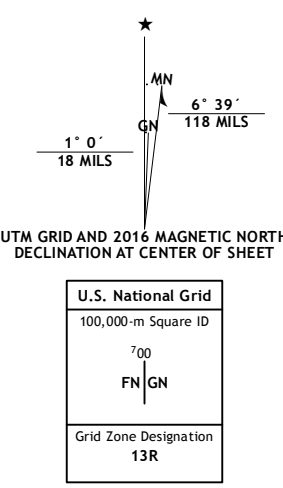 ★
MN
6° 39´
118 MILS
GN
1° 0´
18 MILS
UTM GRID AND 2016 MAGNETIC NORTH
DECLINATION AT CENTER OF SHEET
U.S. National Grid
100,000-m Square ID
⁷00
FN GN
Grid Zone Designation
13R